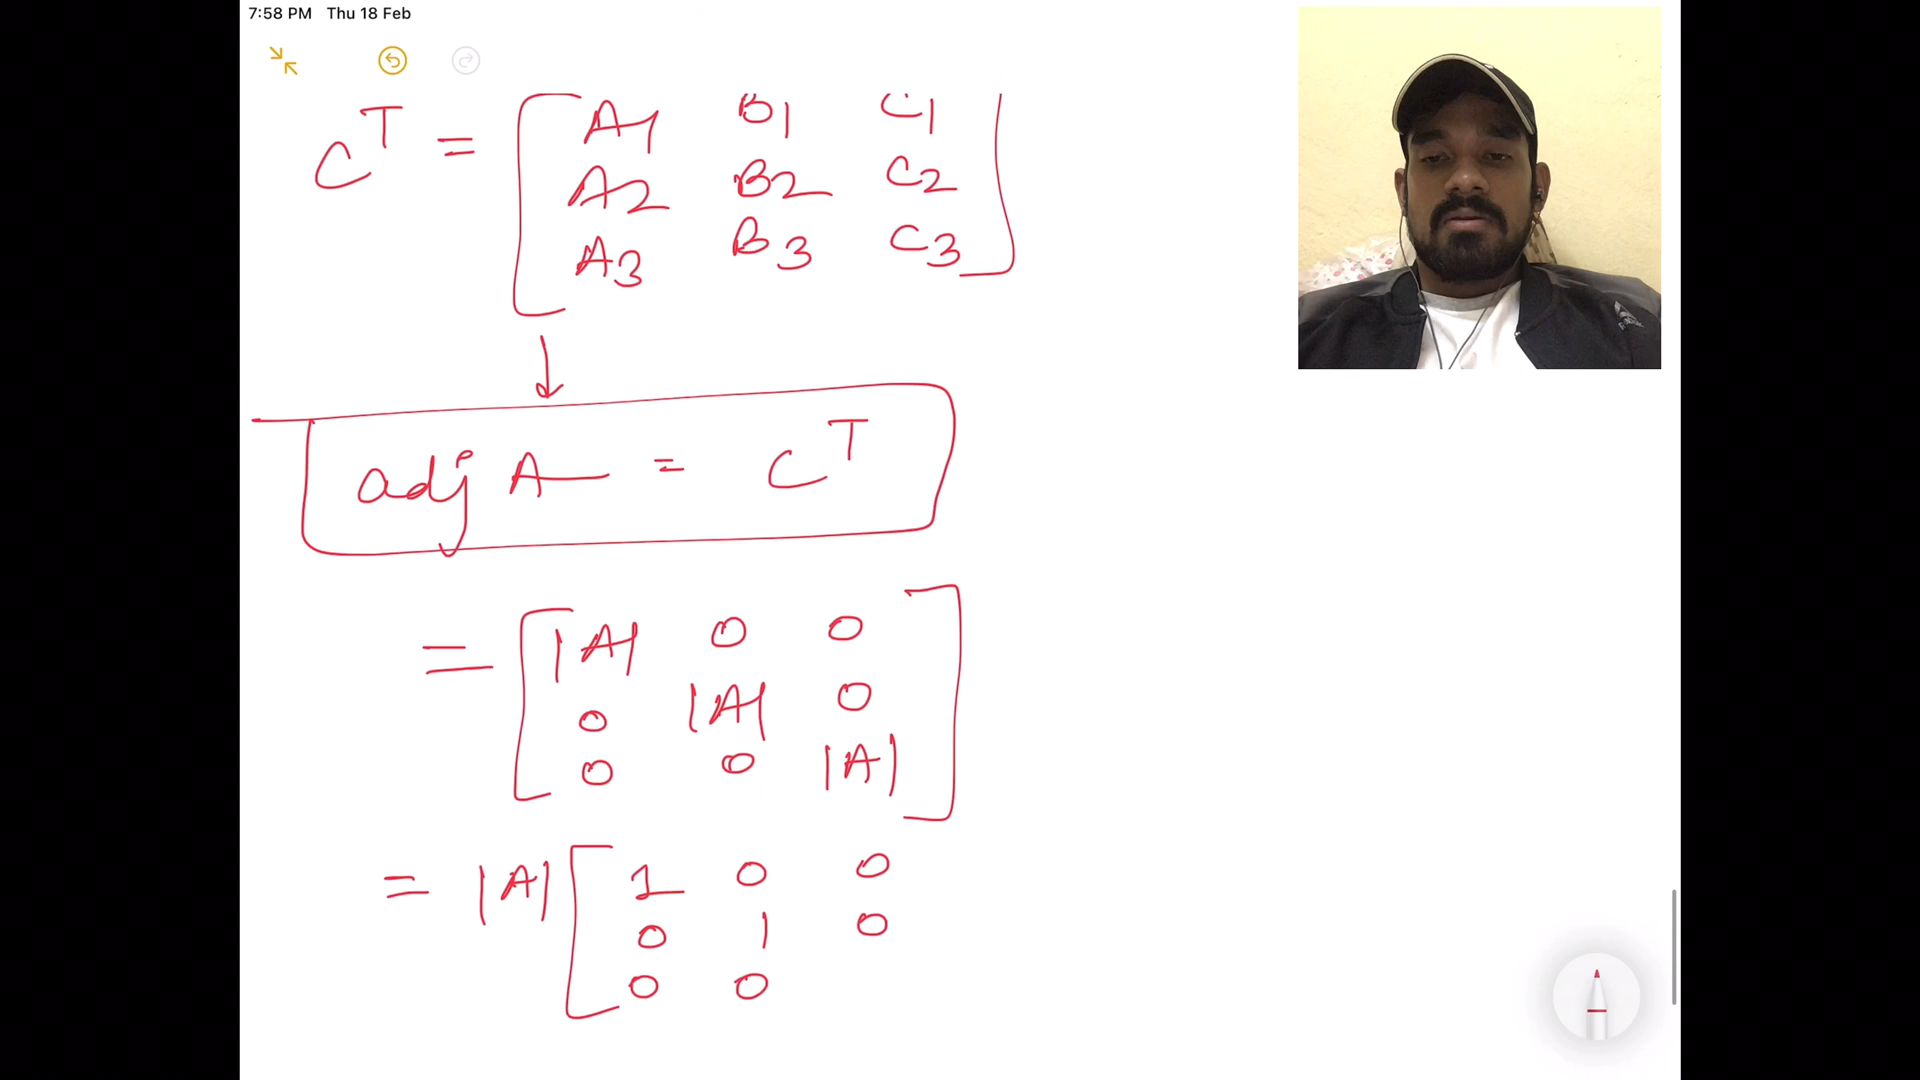 7:58 PM Thu 18 Feb
C^T = [ A1 B1 C1
A2 B2 C2
A3 B3 C3 ]
adj A = C^T
= [ |A| 0 0
0 |A| 0
0 0 |A| ]
= |A| [ 1 0 0
0 1 0
0 0